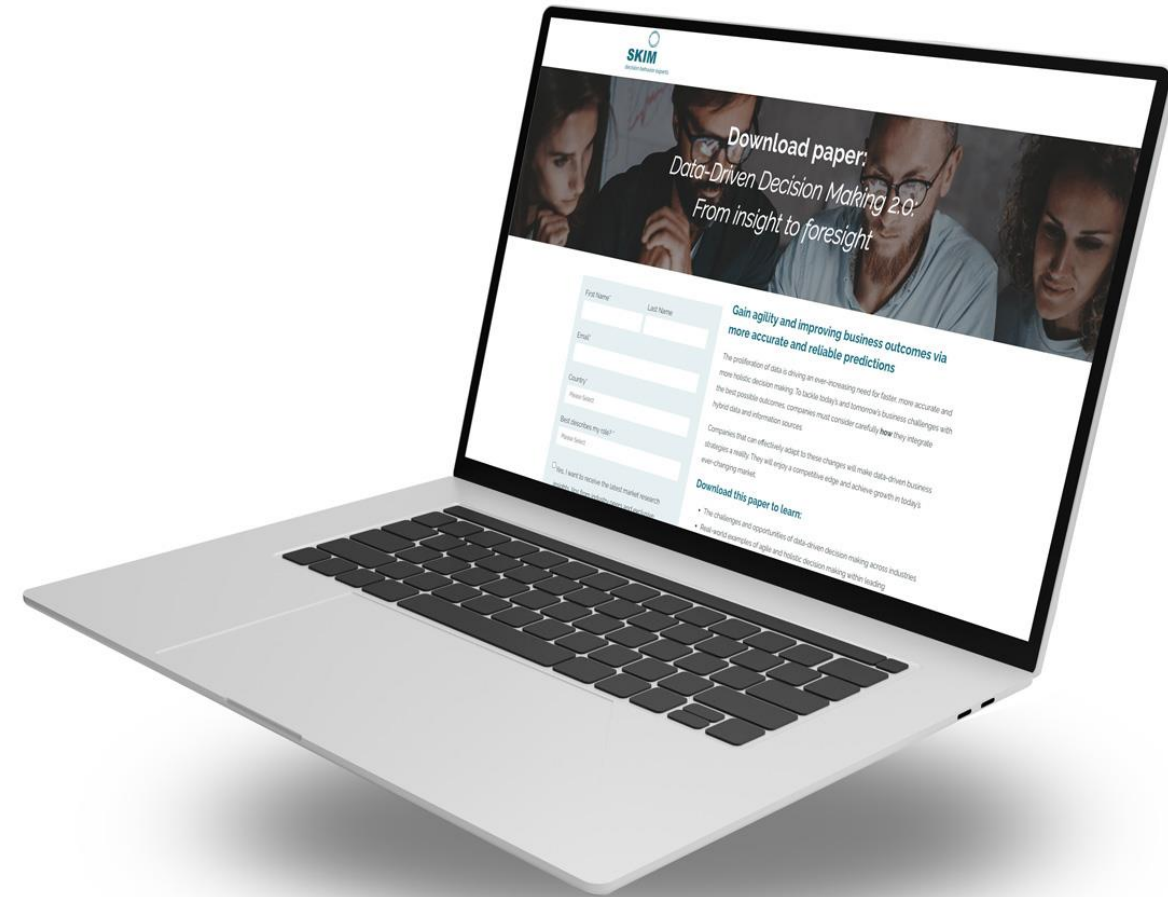 SKIM
decision behavior experts
Download paper:
Data-Driven Decision Making 2.0:
From insight to foresight
First Name*
Last Name
Email*
Country*
Please Select
Best describes my role?*
Please Select
Yes, I want to receive the latest market research
Gain agility and improving business outcomes via
more accurate and reliable predictions
The proliferation of data is driving an ever-increasing need for faster, more accurate and
more holistic decision making. To tackle today's and tomorrow's business challenges with
the best possible outcomes, companies must consider carefully how they integrate
hybrid data and information sources
Companies that can effectively adapt to these changes will make data-driven business
strategies a reality. They will enjoy a competitive edge and achieve growth in today's
ever-changing market.
Download this paper to learn:
• The challenges and opportunities of data-driven decision making across industries
• Real-world examples of agile and holistic decision making within leading